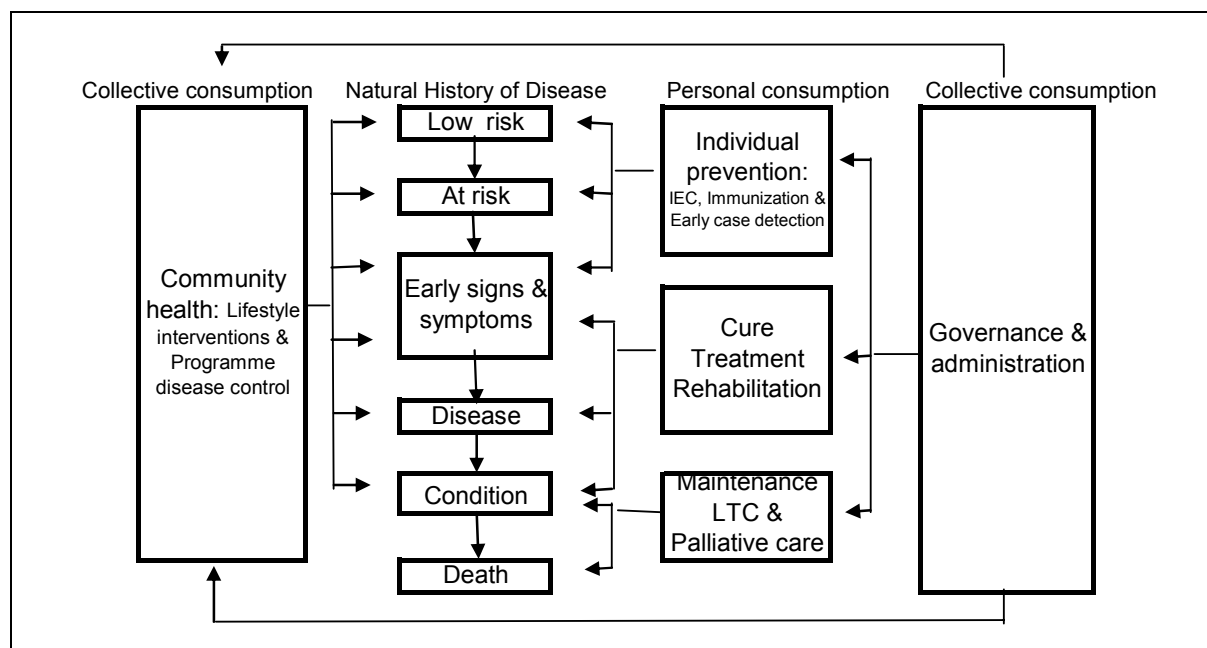 Collective consumption
Community
health: Lifestyle
interventions &
Programme
disease control
Natural History of Disease
Low risk
At risk
Early signs &
symptoms
Disease
Condition
Death
Personal consumption
Individual
prevention:
IEC, Immunization &
Early case detection
Cure
Treatment
Rehabilitation
Maintenance
LTC &
Palliative care
Collective consumption
Governance &
administration